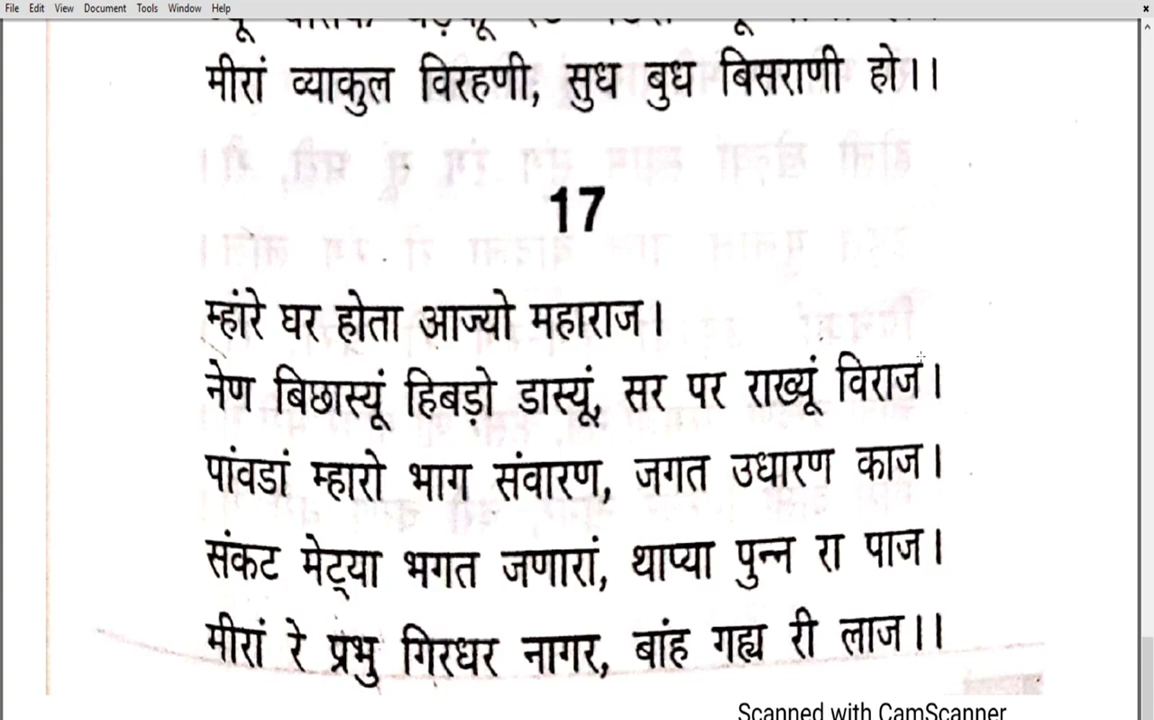 File Edit View Document Tools Window Help
मीरां व्याकुल विरहणी, सुध बुध बिसराणी हो।।
17
म्हांरे घर होता आज्यो महाराज।
नेण बिछास्यूं हिबड़ो डास्यूं, सर पर राख्यूं विराज।
पांवडां म्हारो भाग संवारण, जगत उधारण काज।
संकट मेट्या भगत जणारां, थाप्या पुन्न रा पाज।
मीरां रे प्रभु गिरधर नागर, बांह गह्य री लाज।।
Scanned with CamScanner